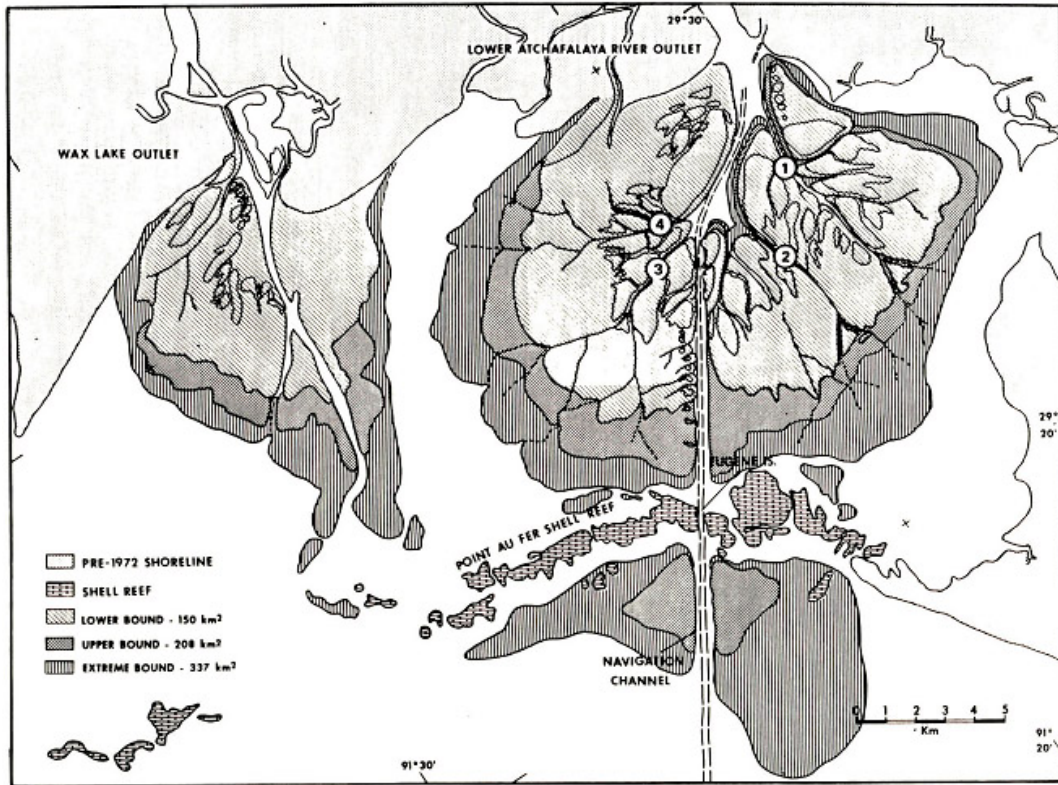 29°30'
LOWER ATCHAFALAYA RIVER OUTLET
WAX LAKE OUTLET
1
4
2
3
29°
20'
EUGENE IS.
POINT AU FER SHELL REEF
PRE-1972 SHORELINE
SHELL REEF
LOWER BOUND - 150 km²
UPPER BOUND - 208 km²
EXTREME BOUND - 337 km²
NAVIGATION
CHANNEL
0 1 2 3 4 5
Km
91°
20'
91°30'